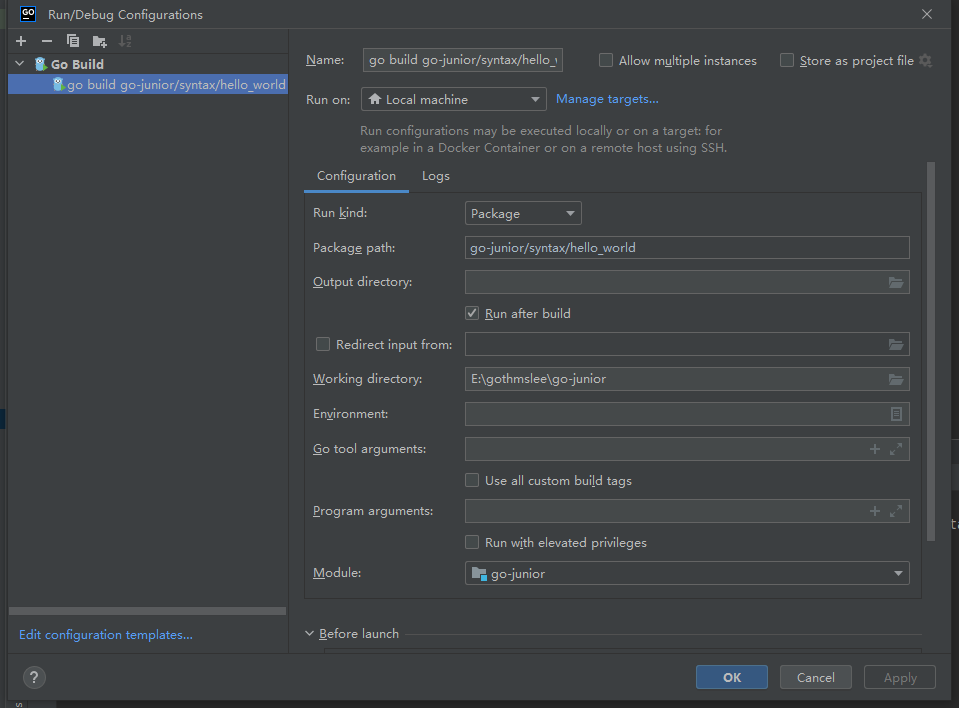 GO Run/Debug Configurations
Go Build
go build go-junior/syntax/hello_world
Name: go build go-junior/syntax/hello_ Allow multiple instances Store as project file
Run on: Local machine Manage targets...
Run configurations may be executed locally or on a target: for
example in a Docker Container or on a remote host using SSH.
Configuration Logs
Run kind: Package
Package path: go-junior/syntax/hello_world
Output directory:
Run after build
Redirect input from:
Working directory: E:\gothmslee\go-junior
Environment:
Go tool arguments:
Use all custom build tags
Program arguments:
Run with elevated privileges
Module: go-junior
Before launch
Edit configuration templates...
? OK Cancel Apply